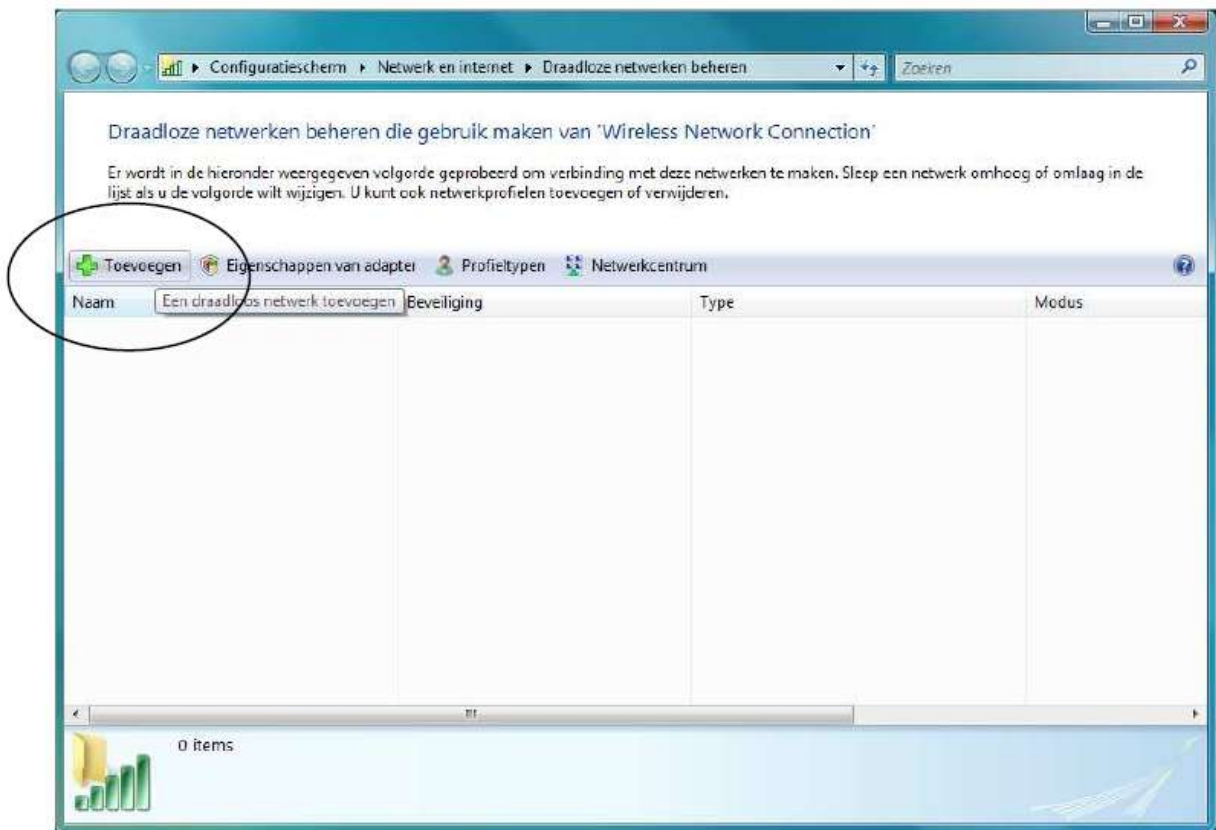 Configuratiescherm Netwerk en internet Draadloze netwerken beheren Zoeken
Draadloze netwerken beheren die gebruik maken van 'Wireless Network Connection'
Er wordt in de hieronder weergegeven volgorde geprobeerd om verbinding met deze netwerken te maken. Sleep een netwerk omhoog of omlaag in de
lijst als u de volgorde wilt wijzigen. U kunt ook netwerkprofielen toevoegen of verwijderen.
Toevoegen Eigenschappen van adapter Profieltypen Netwerkcentrum
Naam Een draadloos netwerk toevoegen Beveiliging Type Modus
0 items